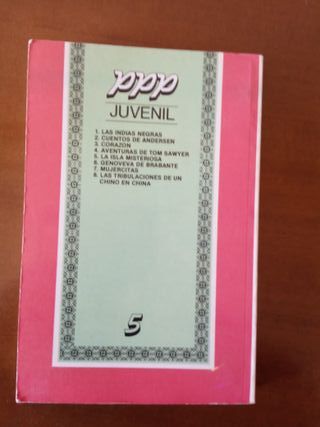 ppp
JUVENIL
1. LAS INDIAS NEGRAS
2. CUENTOS DE ANDERSEN
3. CORAZON
4. AVENTURAS DE TOM SAWYER
5. LA ISLA MISTERIOSA
6. GENOVEVA DE BRABANTE
7. MUJERCITAS
8. LAS TRIBULACIONES DE UN
CHINO EN CHINA
5